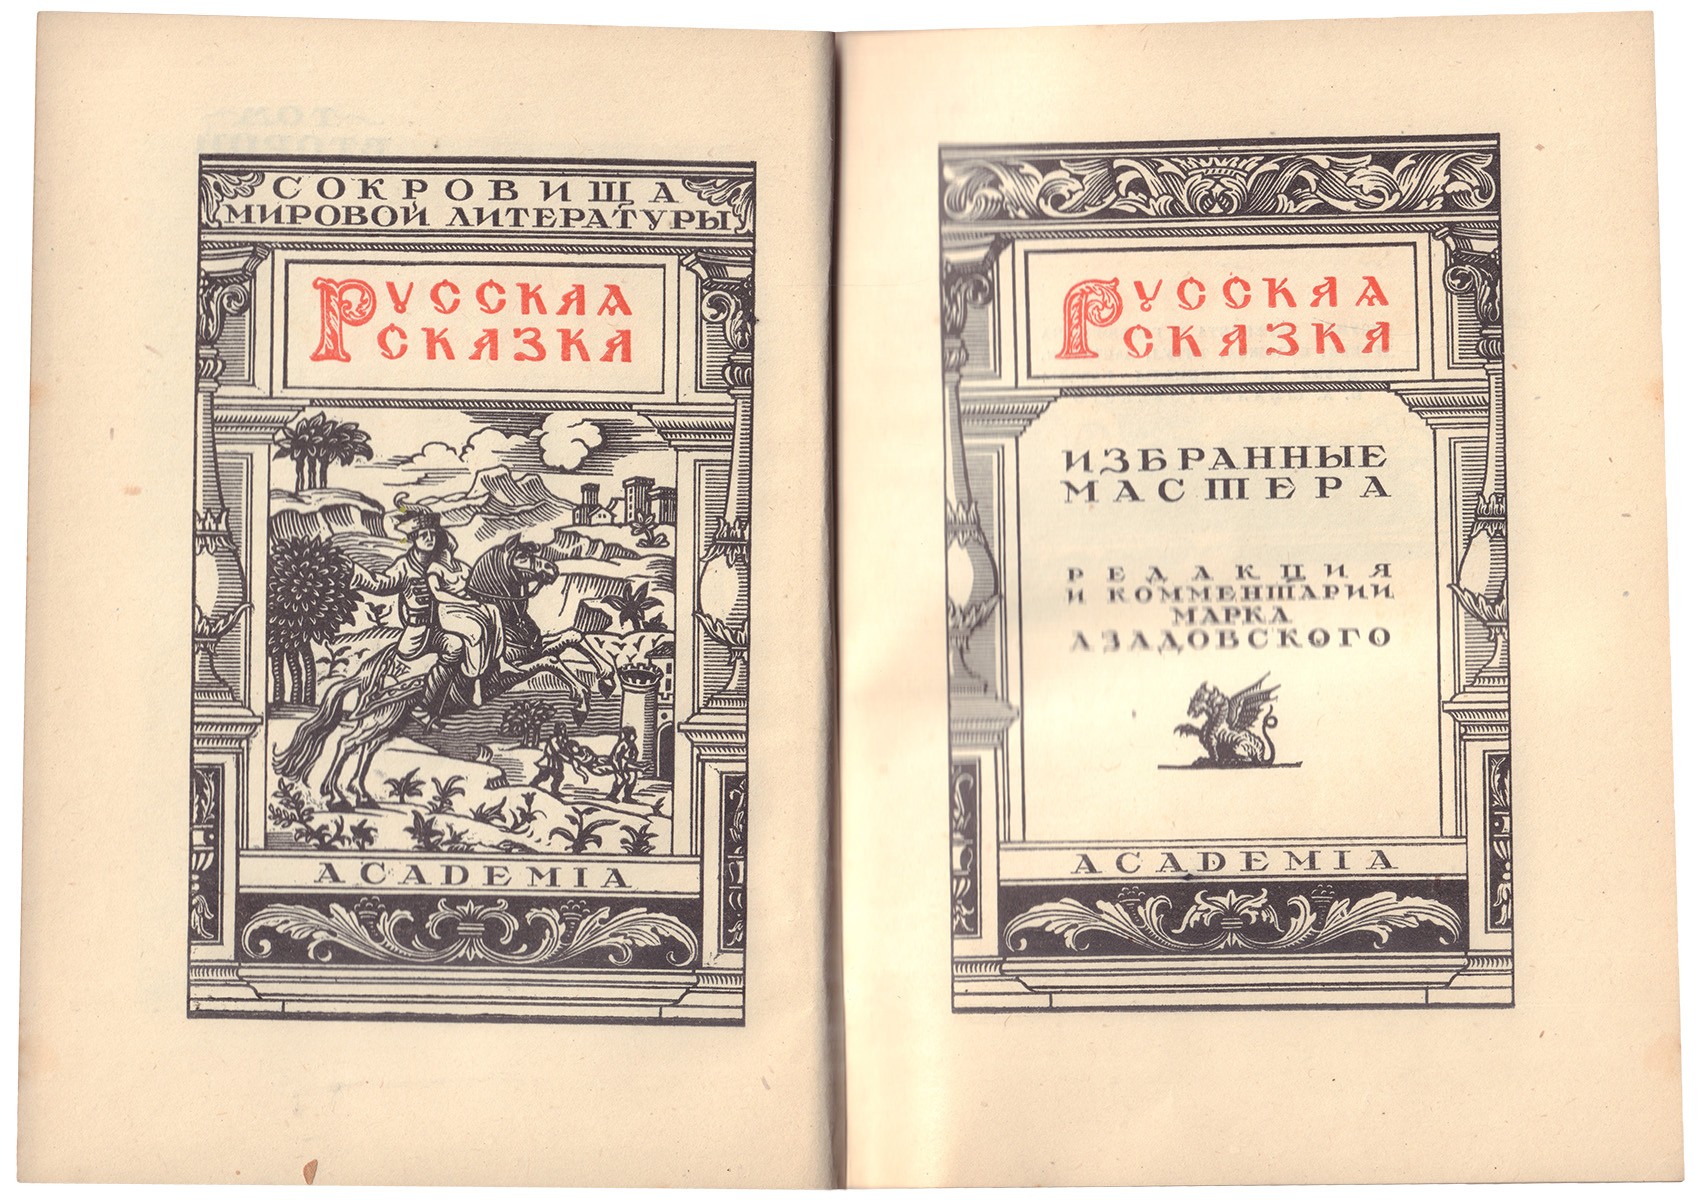 СОКРОВИЩА
МИРОВОЙ ЛИТЕРАТУРЫ
РУССКАЯ
СКАЗКА
ACADEMIA
РУССКАЯ
СКАЗКА
ИЗБРАННЫЕ
МАСТЕРА
РЕДАКЦИЯ
И КОММЕНТАРИИ
МАРКА
АЗАДОВСКОГО
ACADEMIA